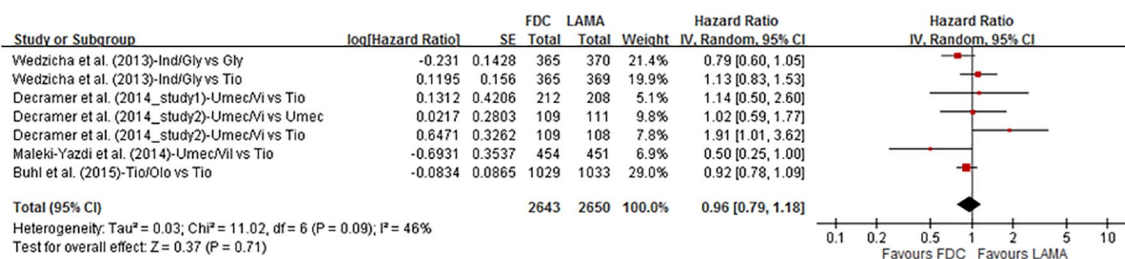 FDC LAMA Hazard Ratio Hazard Ratio
Study or Subgroup log[Hazard Ratio] SE Total Total Weight IV, Random, 95% CI IV, Random, 95% CI
Wedzicha et al. (2013)-Ind/Gly vs Gly -0.231 0.1428 365 370 21.4% 0.79 [0.60, 1.05]
Wedzicha et al. (2013)-Ind/Gly vs Tio 0.1195 0.156 365 369 19.9% 1.13 [0.83, 1.53]
Decramer et al. (2014_study1)-Umec/Vi vs Tio 0.1312 0.4206 212 208 5.1% 1.14 [0.50, 2.60]
Decramer et al. (2014_study2)-Umec/Vi vs Umec 0.0217 0.2803 109 111 9.8% 1.02 [0.59, 1.77]
Decramer et al. (2014_study2)-Umec/Vi vs Tio 0.6471 0.3262 109 108 7.8% 1.91 [1.01, 3.62]
Maleki-Yazdi et al. (2014)-Umec/Vil vs Tio -0.6931 0.3537 454 451 6.9% 0.50 [0.25, 1.00]
Buhl et al. (2015)-Tio/Olo vs Tio -0.0834 0.0865 1029 1033 29.0% 0.92 [0.78, 1.09]
Total (95% CI) 2643 2650 100.0% 0.96 [0.79, 1.18]
Heterogeneity: Tau² = 0.03; Chi² = 11.02, df = 6 (P = 0.09); I² = 46%
Test for overall effect: Z = 0.37 (P = 0.71)
0.1 0.2 0.5 1 2 5 10
Favours FDC Favours LAMA